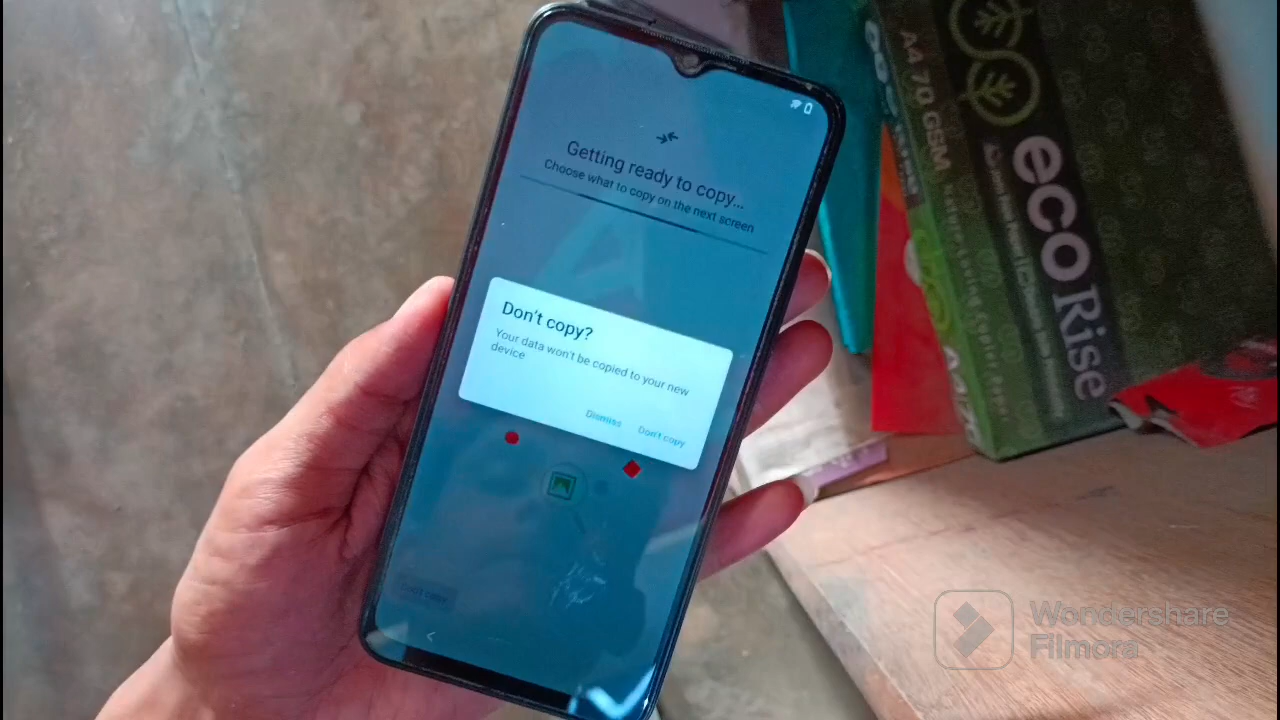 Getting ready to copy...
Choose what to copy on the next screen
Don't copy?
Your data won't be copied to your new
device
Dismiss
Don't copy
A4 70 GSM
eco
Rise
Wondershare
Filmora